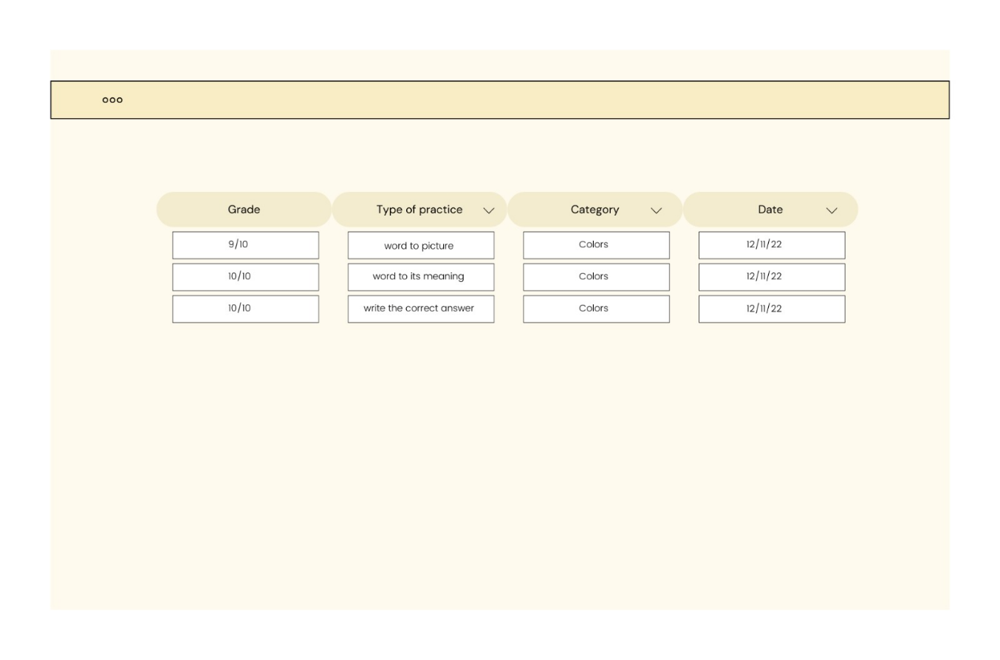 ooo
Grade Type of practice Category Date
9/10 word to picture Colors 12/11/22
10/10 word to its meaning Colors 12/11/22
10/10 write the correct answer Colors 12/11/22